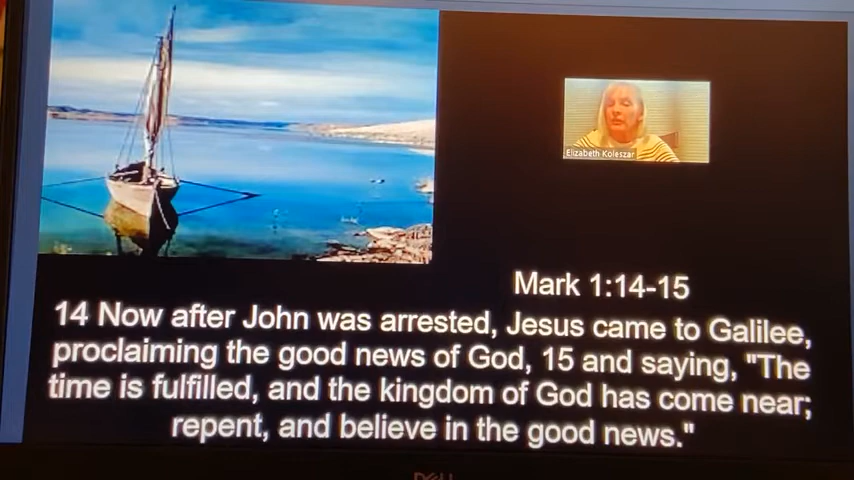 Elizabeth Koleszar
Mark 1:14-15
14 Now after John was arrested, Jesus came to Galilee,
proclaiming the good news of God, 15 and saying, "The
time is fulfilled, and the kingdom of God has come near;
repent, and believe in the good news."
DELL